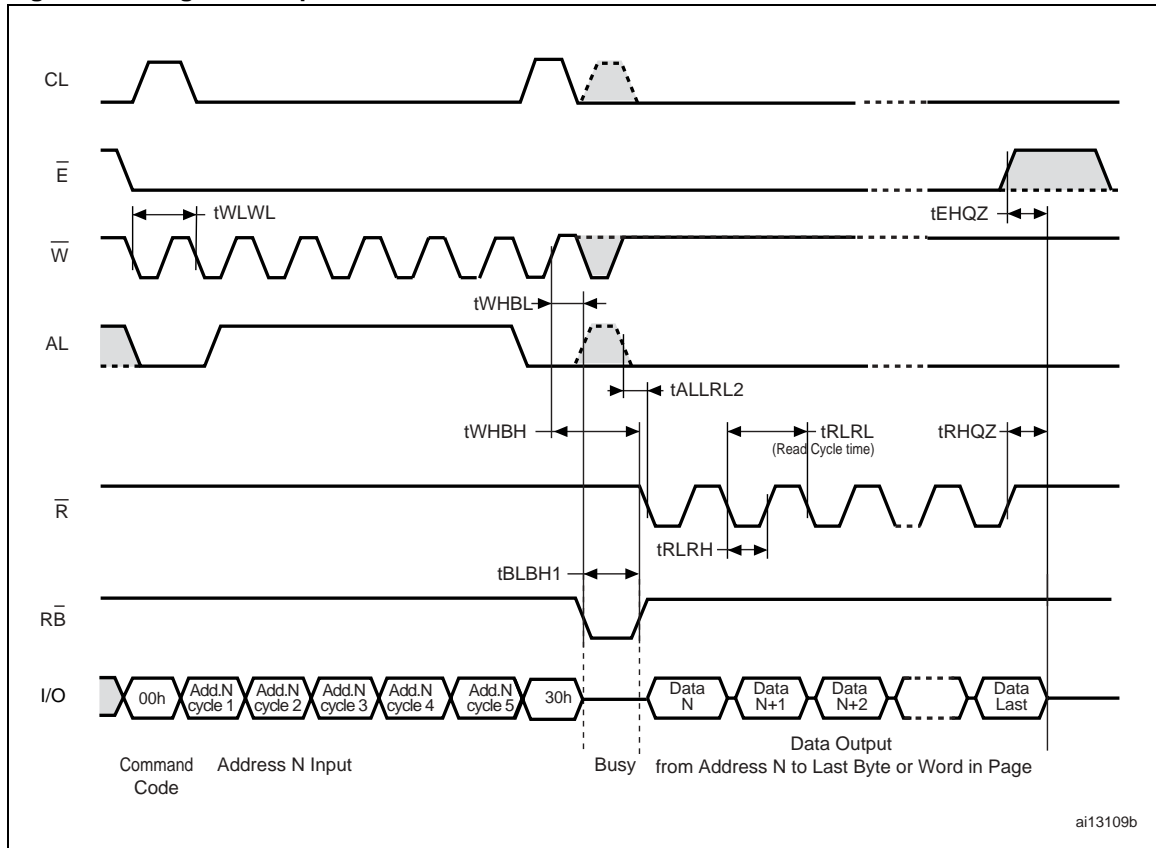 CL
E
tWLWL
tEHQZ
W
tWHBL
AL
tALLRL2
tWHBH
tRLRL
(Read Cycle time)
tRHQZ
R
tRLRH
tBLBH1
RB
I/O
00h
Add.N cycle 1
Add.N cycle 2
Add.N cycle 3
Add.N cycle 4
Add.N cycle 5
30h
Data N
Data N+1
Data N+2
Data Last
Command Code
Address N Input
Busy
Data Output
from Address N to Last Byte or Word in Page
ai13109b